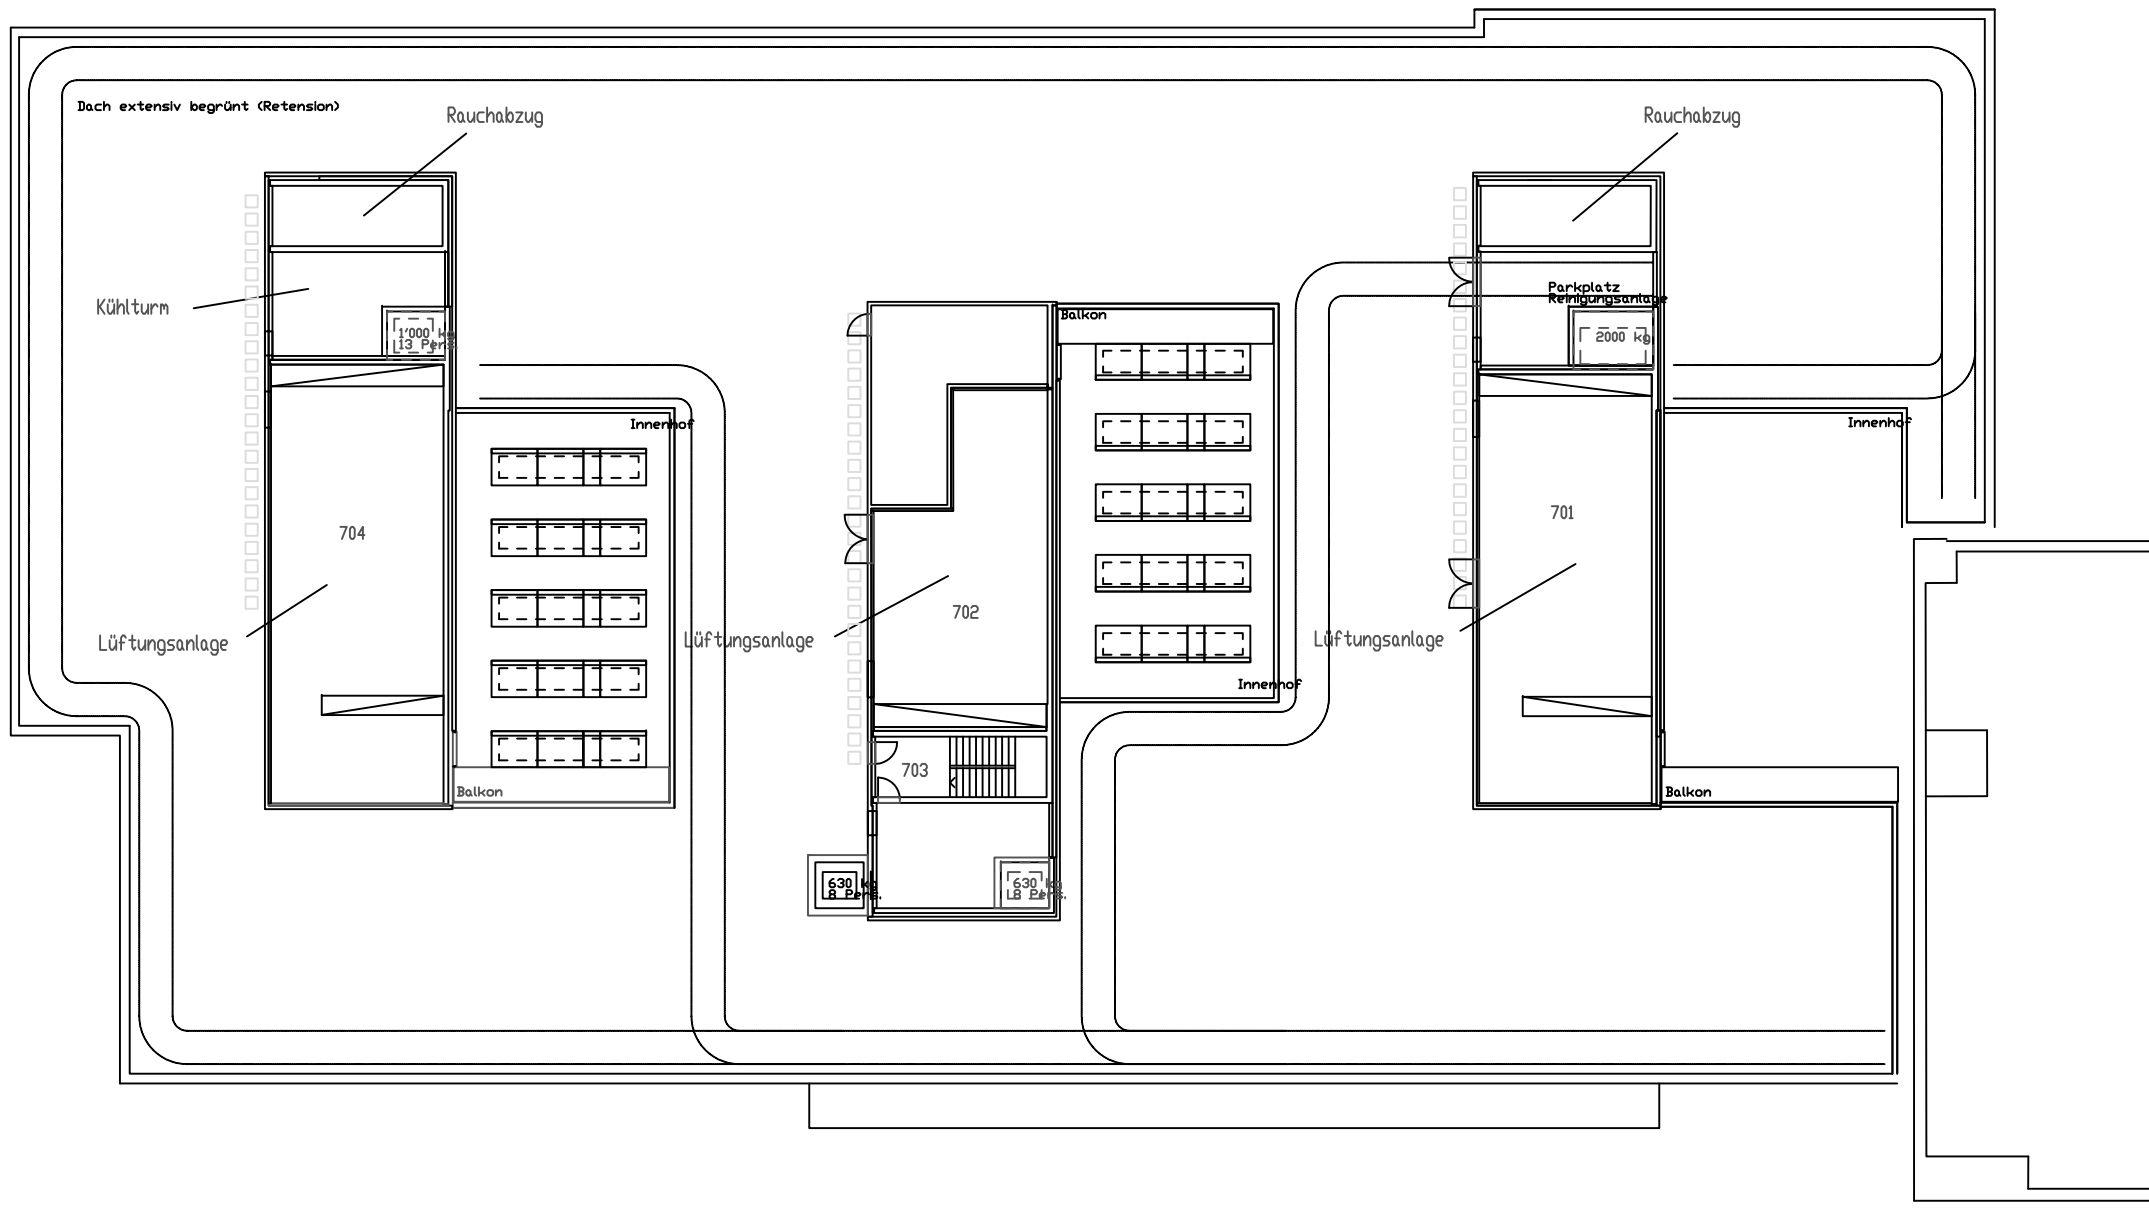 Dach extensiv begrünt (Retension)
Rauchabzug
Rauchabzug
Kühlturm
1'000 kg
13 Pers.
Balkon
Parkplatz
Reinigungsanlage
2000 kg
Innenhof
Innenhof
704
701
702
Lüftungsanlage
Lüftungsanlage
Lüftungsanlage
Innenhof
703
Balkon
Balkon
630 kg
8 Pers.
630 kg
8 Pers.